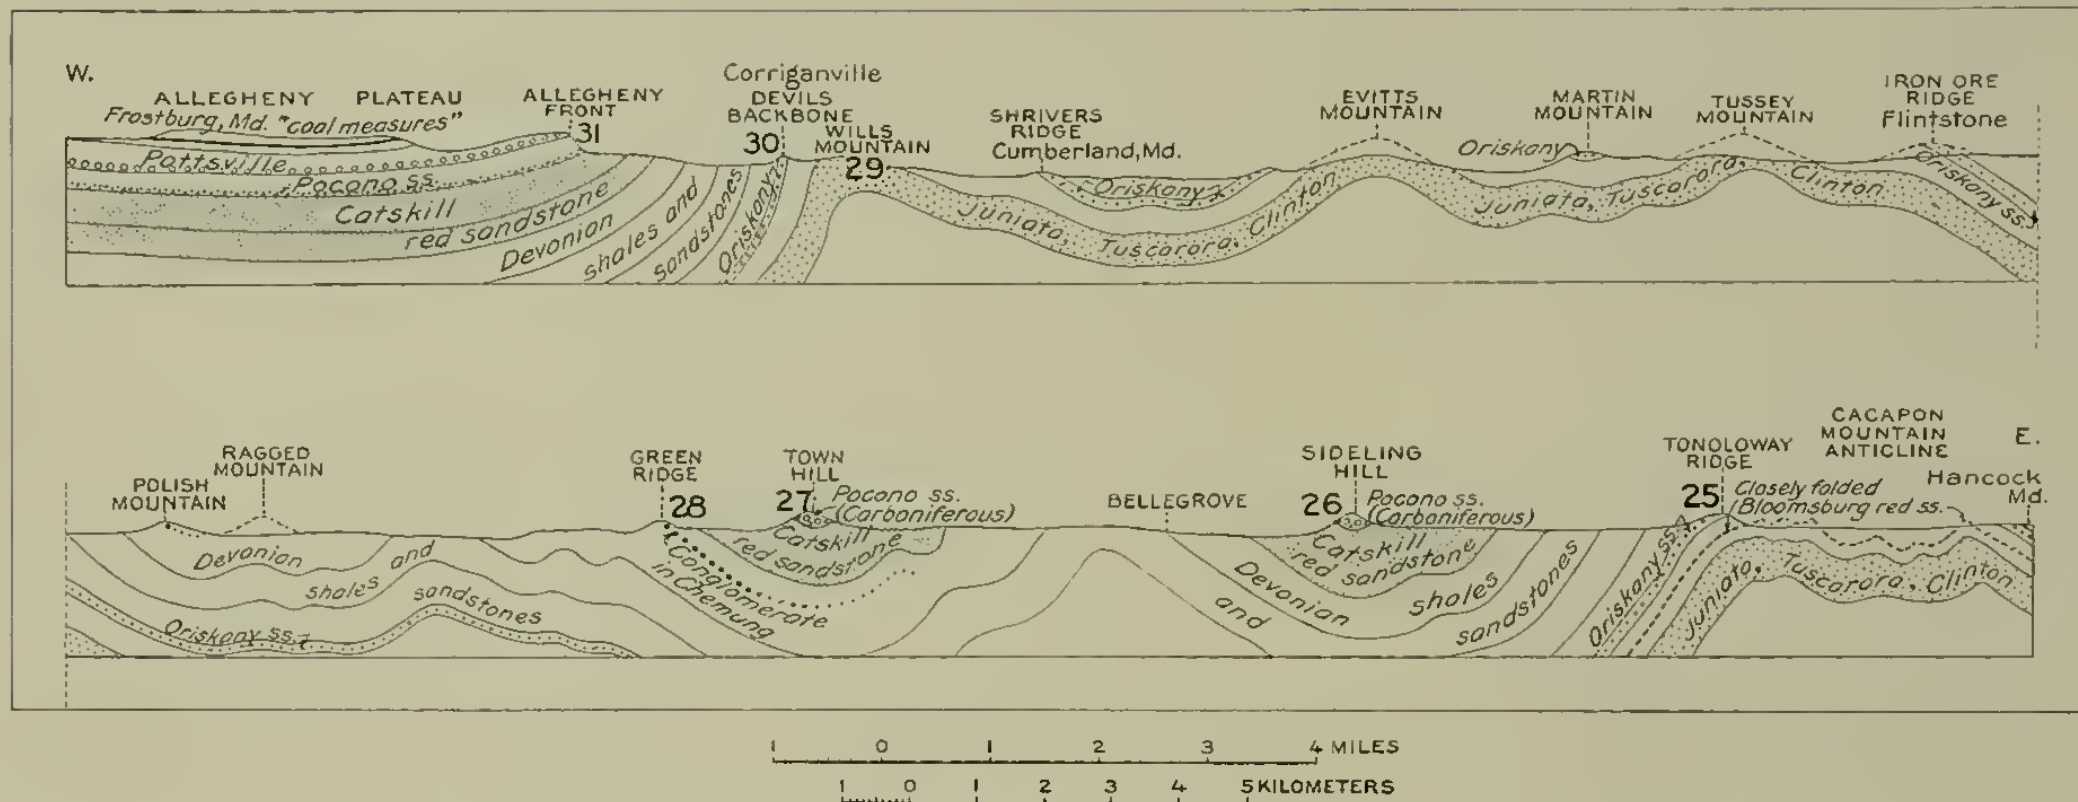 W.
ALLEGHENY PLATEAU
Frostburg, Md. "coal measures"
ALLEGHENY
FRONT
31
Corriganville
DEVILS
BACKBONE
30
WILLS
MOUNTAIN
29
SHRIVERS
RIDGE
Cumberland, Md.
EVITTS
MOUNTAIN
MARTIN
MOUNTAIN
TUSSEY
MOUNTAIN
IRON ORE
RIDGE
Flintstone
Pottsville
Pocono ss.
Catskill
red sandstone
Devonian
shales and
sandstones
Oriskany
Oriskany
Juniata, Tuscarora, Clinton
Oriskany
Juniata, Tuscarora, Clinton
Oriskany ss.
POLISH
MOUNTAIN
RAGGED
MOUNTAIN
GREEN
RIDGE
28
TOWN
HILL
27
Pocono ss.
(Carboniferous)
BELLEGROVE
SIDELING
HILL
26
Pocono ss.
(Carboniferous)
TONOLOWAY
RIDGE
25
CACAPON
MOUNTAIN
ANTICLINE
E.
Hancock
Md.
Closely folded
Bloomsburg red ss.
Devonian and
shales sandstones
Oriskany ss.
Conglomerate
in Chemung
Catskill
red sandstone
Devonian shales
and sandstones
Catskill
red sandstone
Oriskany ss.
Juniata, Tuscarora, Clinton
1 0 1 2 3 4 MILES
1 0 1 2 3 4 5 KILOMETERS